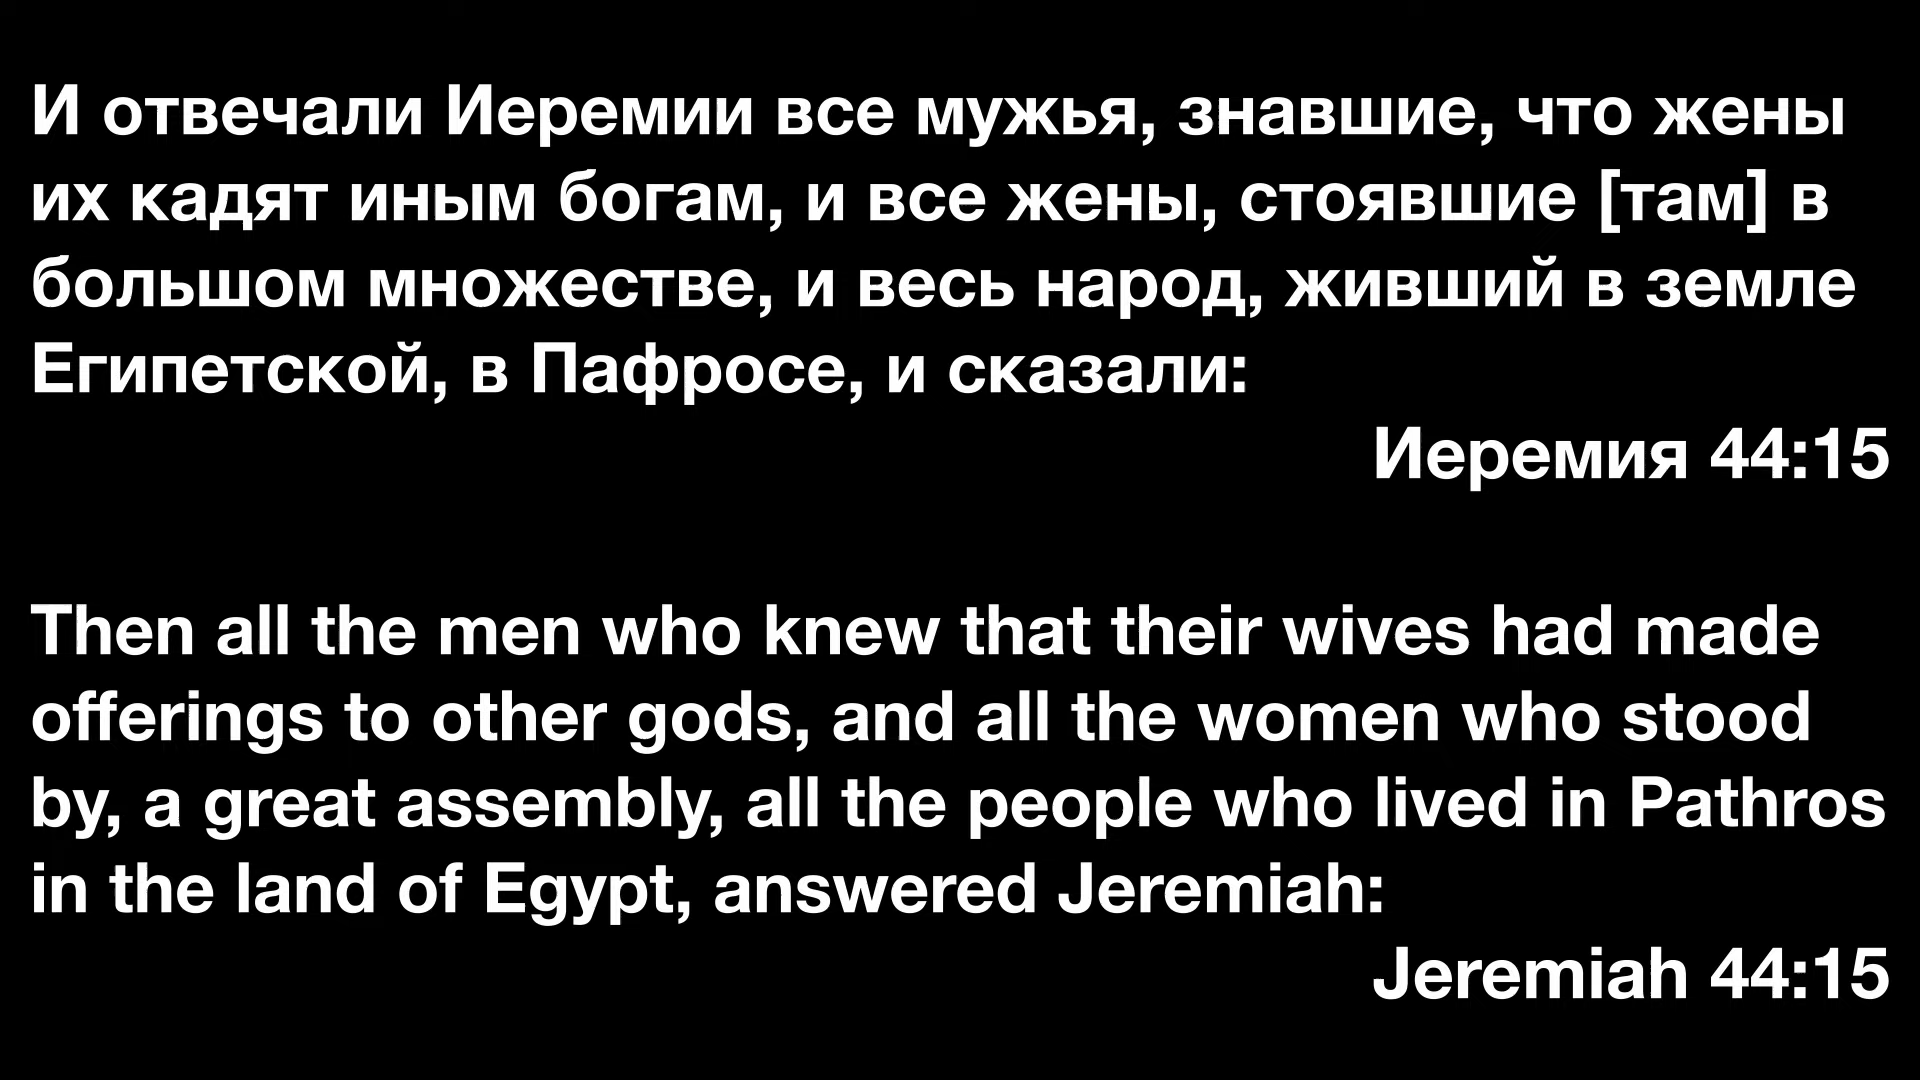 И отвечали Иеремии все мужья, знавшие, что жены
их кадят иным богам, и все жены, стоявшие [там] в
большом множестве, и весь народ, живший в земле
Египетской, в Пафросе, и сказали:
Иеремия 44:15
Then all the men who knew that their wives had made
offerings to other gods, and all the women who stood
by, a great assembly, all the people who lived in Pathros
in the land of Egypt, answered Jeremiah:
Jeremiah 44:15